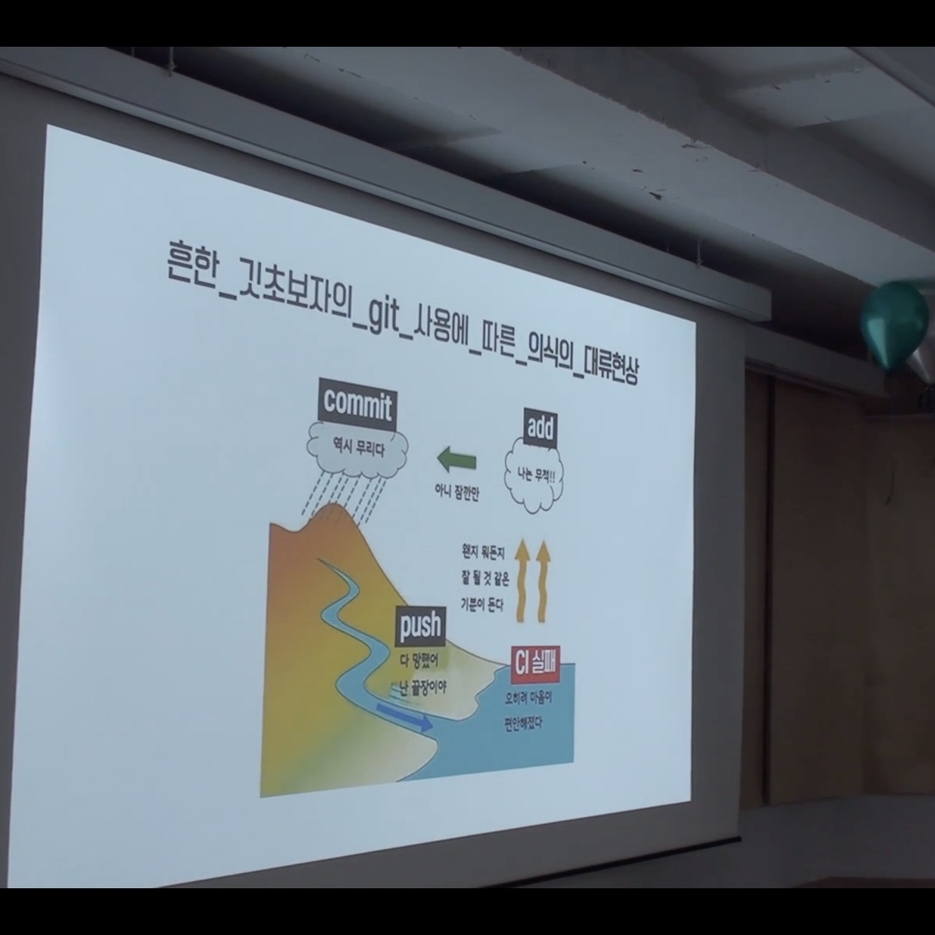 흔한_깃초보자의_git_사용에_따른_의식의_대류현상
commit
역시 무리다
add
나는 무적!!
아니 잠깐만
왠지 뭐든지
잘 될 것 같은
기분이 든다
push
다 망했어
난 끝장이야
CI 실패
오히려 마음이
편안해졌다